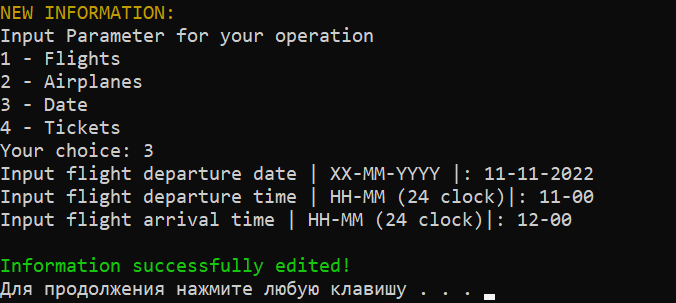 NEW INFORMATION:
Input Parameter for your operation
1 - Flights
2 - Airplanes
3 - Date
4 - Tickets
Your choice: 3
Input flight departure date | XX-MM-YYYY |: 11-11-2022
Input flight departure time | HH-MM (24 clock)|: 11-00
Input flight arrival time | HH-MM (24 clock)|: 12-00
Information successfully edited!
Для продолжения нажмите любую клавишу . . .